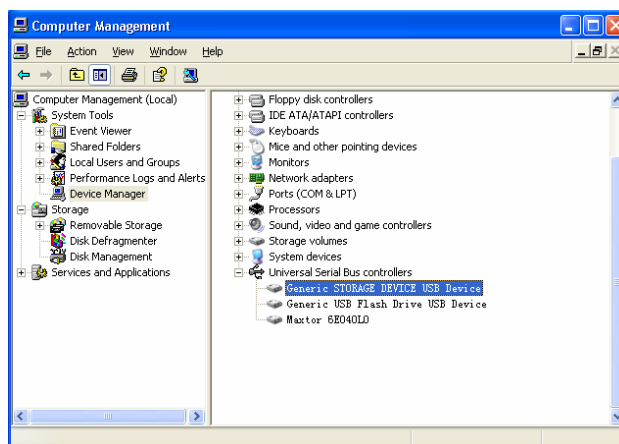 Computer Management
File Action View Window Help
Computer Management (Local)
System Tools
Event Viewer
Shared Folders
Local Users and Groups
Performance Logs and Alerts
Device Manager
Storage
Removable Storage
Disk Defragmenter
Disk Management
Services and Applications
Floppy disk controllers
IDE ATA/ATAPI controllers
Keyboards
Mice and other pointing devices
Monitors
Network adapters
Ports (COM & LPT)
Processors
Sound, video and game controllers
Storage volumes
System devices
Universal Serial Bus controllers
Generic STORAGE DEVICE USB Device
Generic USB Flash Drive USB Device
Maxtor 6E040L0